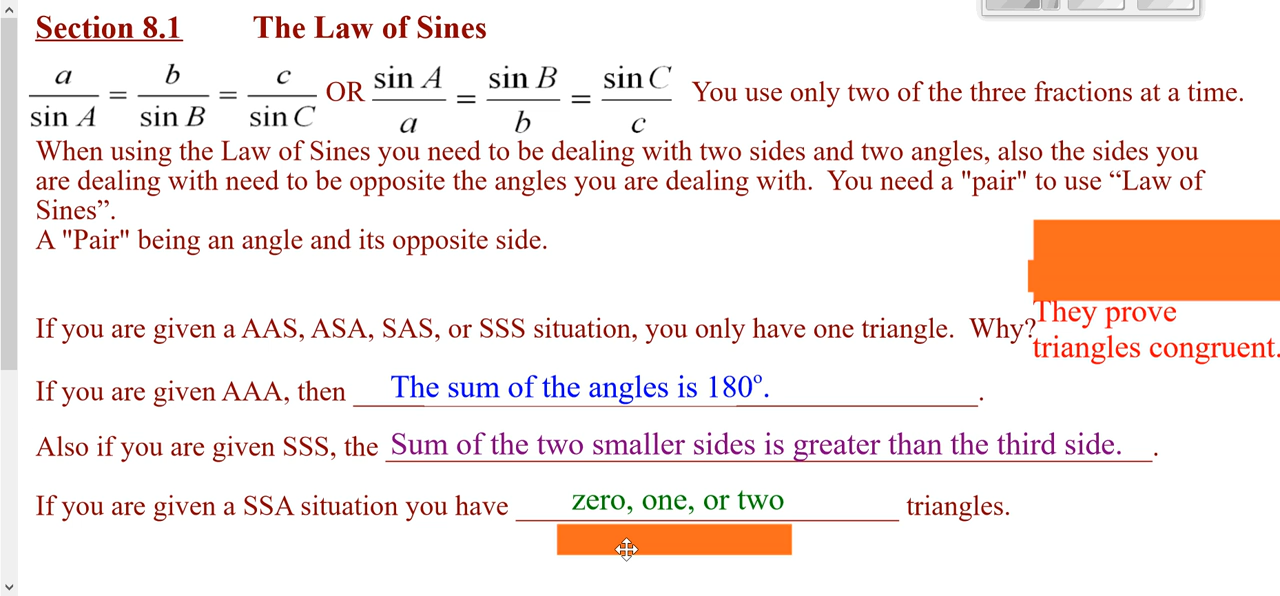 Section 8.1 The Law of Sines
a/sin A = b/sin B = c/sin C OR sin A/a = sin B/b = sin C/c You use only two of the three fractions at a time.
When using the Law of Sines you need to be dealing with two sides and two angles, also the sides you
are dealing with need to be opposite the angles you are dealing with. You need a "pair" to use “Law of
Sines”.
A "Pair" being an angle and its opposite side.
If you are given a AAS, ASA, SAS, or SSS situation, you only have one triangle. Why?
They prove
triangles congruent.
If you are given AAA, then The sum of the angles is 180º.
Also if you are given SSS, the Sum of the two smaller sides is greater than the third side.
If you are given a SSA situation you have zero, one, or two triangles.